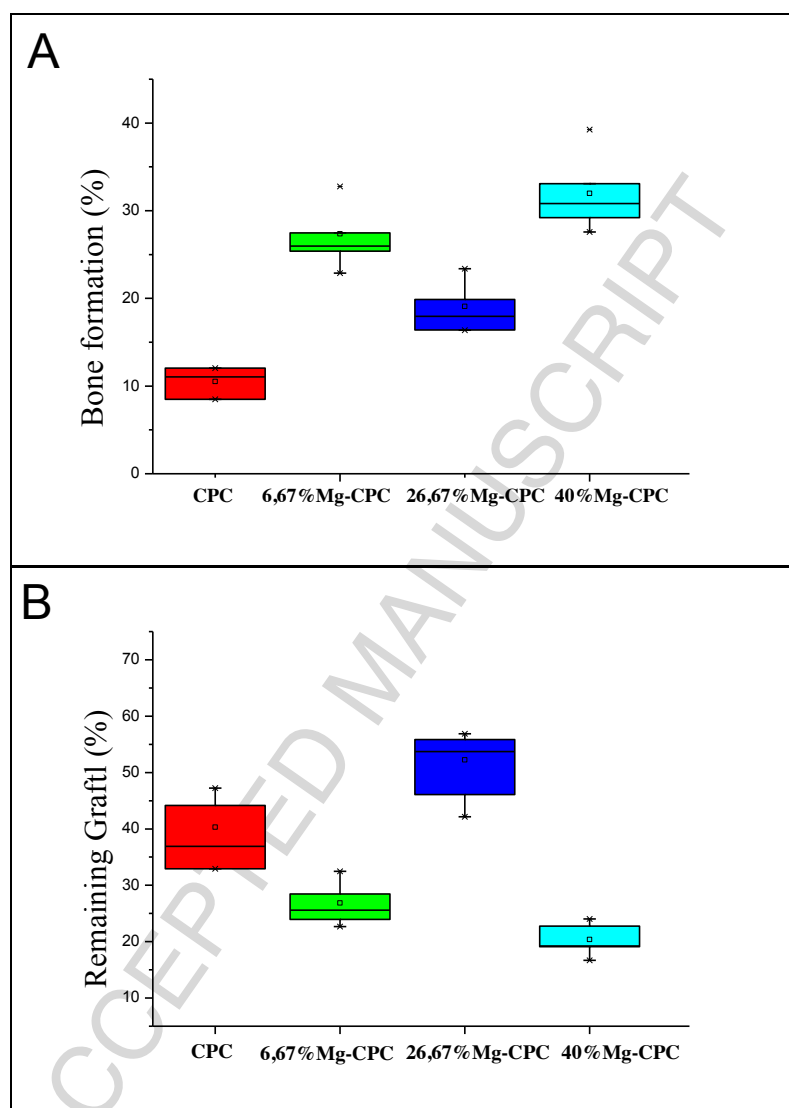 A
40
30
20
10
0
Bone formation (%)
CPC 6,67%Mg-CPC 26,67%Mg-CPC 40%Mg-CPC
B
70
60
50
40
30
20
10
Remaining Graftl (%)
CPC 6,67%Mg-CPC 26,67%Mg-CPC 40%Mg-CPC
CCEPTED MANUSCRIPT